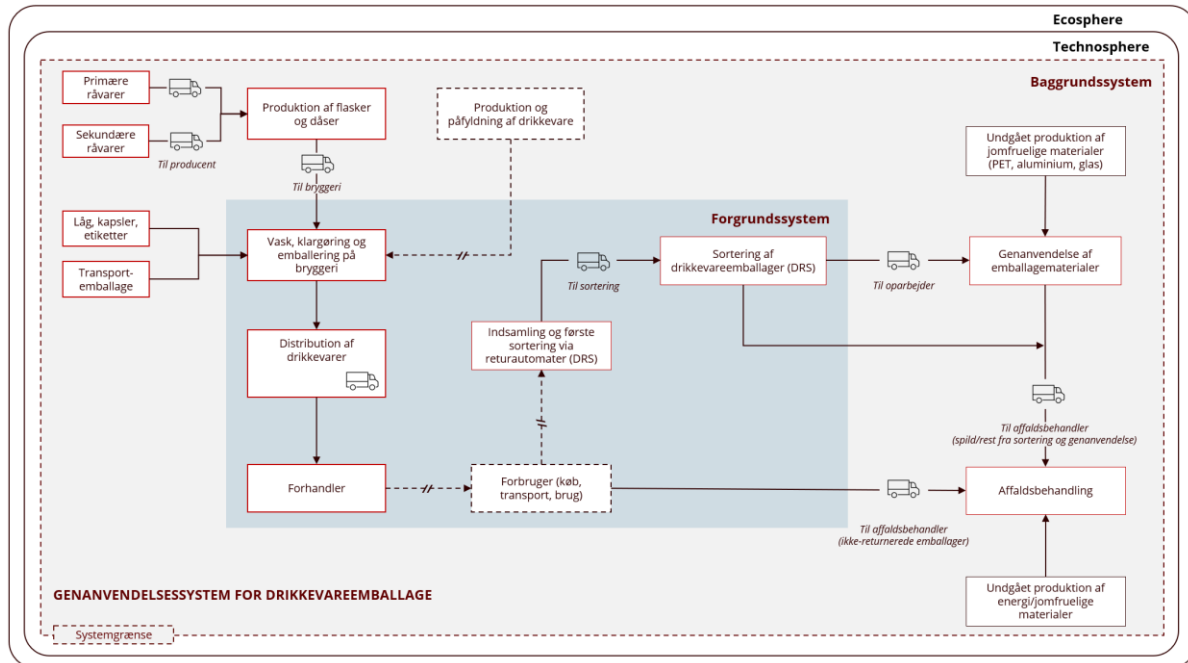 Ecosphere
Technosphere
Baggrundssystem
Primære
råvarer
Sekundære
råvarer
Til producent
Produktion af flasker
og dåser
Produktion og
påfyldning af drikkevare
Undgået produktion af
jomfruelige materialer
(PET, aluminium, glas)
Til bryggeri
Forgrundssystem
Låg, kapsler,
etiketter
Transport-
emballage
Vask, klargøring og
emballering på
bryggeri
Til sortering
Sortering af
drikkevareemballager (DRS)
Til oparbejder
Genanvendelse af
emballagematerialer
Distribution af
drikkevarer
Indsamling og første
sortering via
returautomater (DRS)
Til affaldsbehandler
(spild/rest fra sortering og genanvendelse)
Forhandler
Forbruger (køb,
transport, brug)
Affaldsbehandling
Til affaldsbehandler
(ikke-returnerede emballager)
Undgået produktion af
energi/jomfruelige
materialer
GENANVENDELSESSYSTEM FOR DRIKKEVAREEMBALLAGE
Systemgrænse